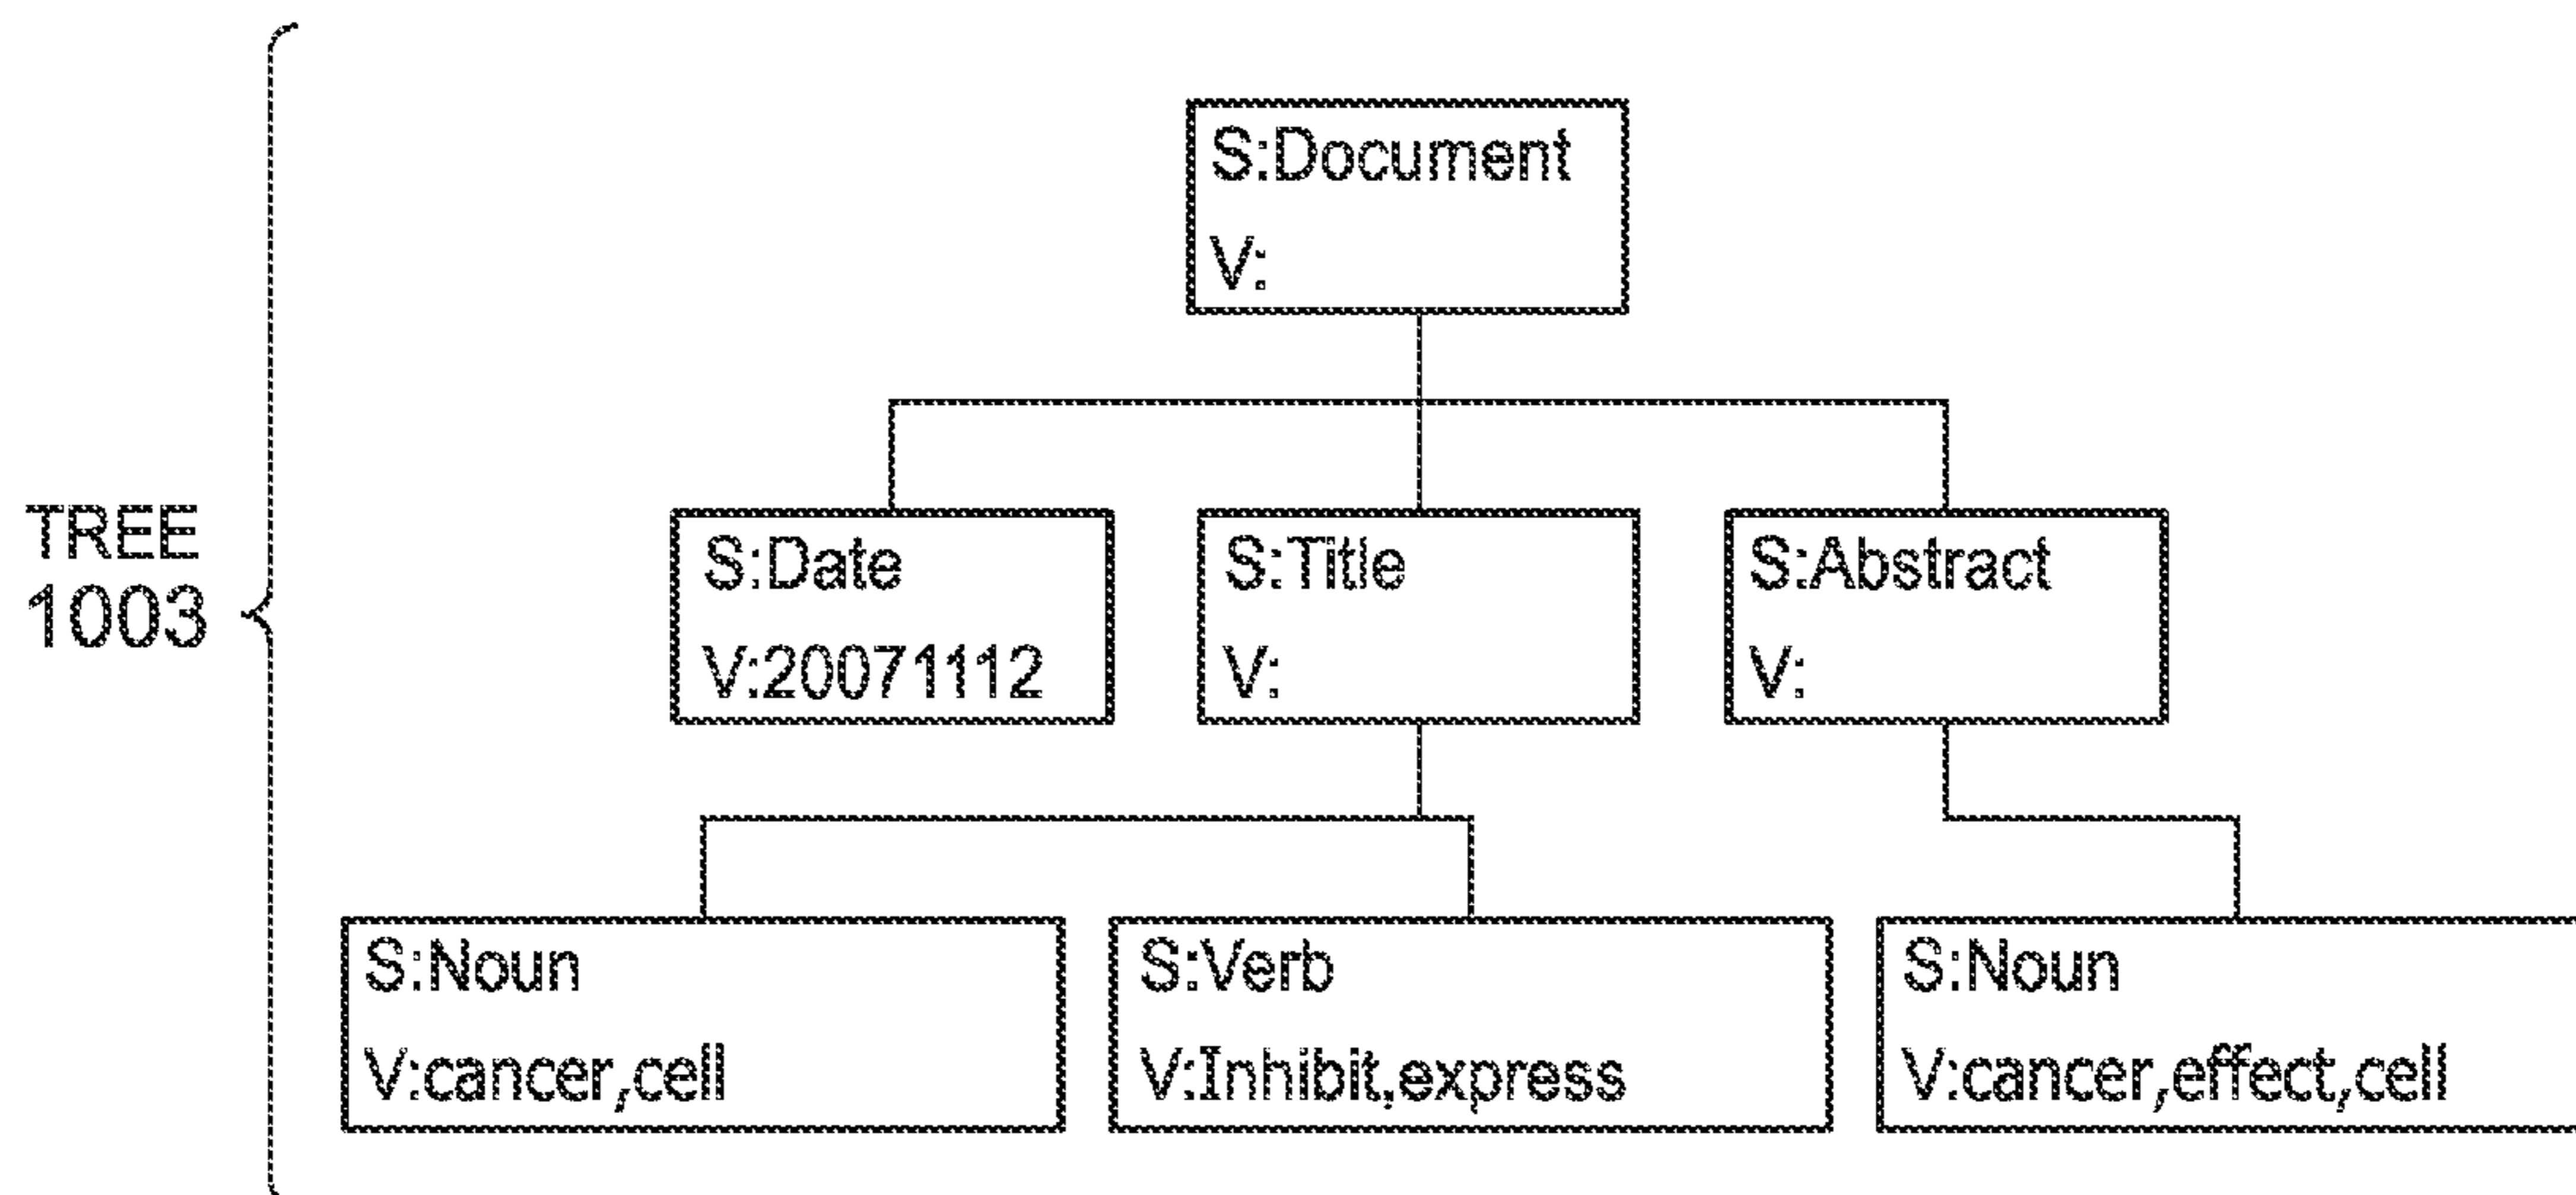 S:Document
V:
TREE
1003
S:Date
V:20071112
S:Title
V:
S:Abstract
V:
S:Noun
V:cancer,cell
S:Verb
V:Inhibit,express
S:Noun
V:cancer,effect,cell